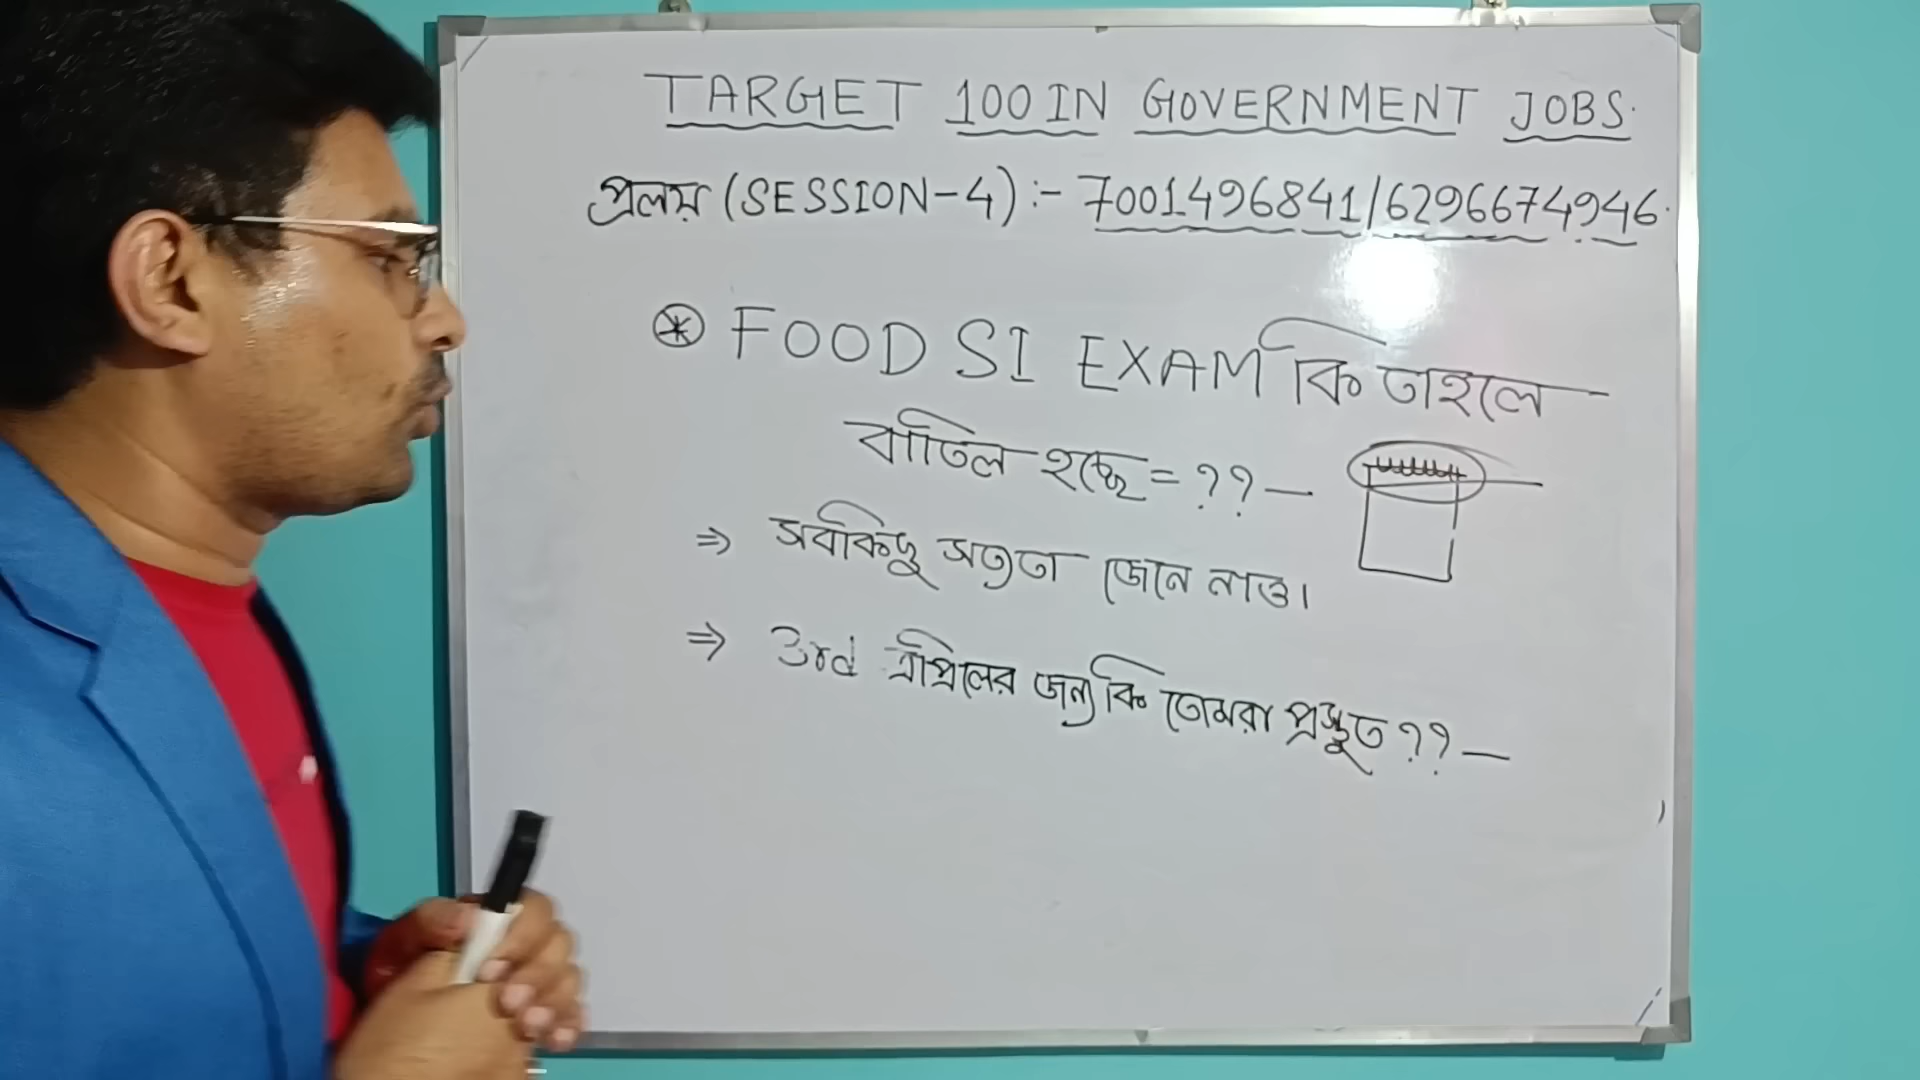 TARGET 100 IN GOVERNMENT JOBS.
প্রলয় (SESSION-4) :- 7001496841/6296674946.
* FOOD SI EXAM কি তাহলে
বাতিল হচ্ছে = ?? —
⇒ সবকিছু সত্যতা জেনে নাও।
⇒ 3rd এপ্রিলের জন্য কি তোমরা প্রস্তুত ?? —